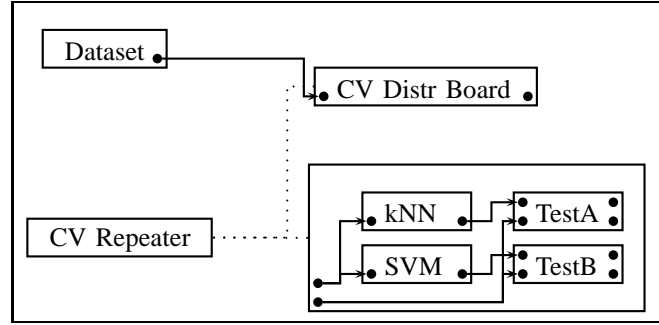 Dataset
CV Distr Board
kNN
TestA
CV Repeater
SVM
TestB